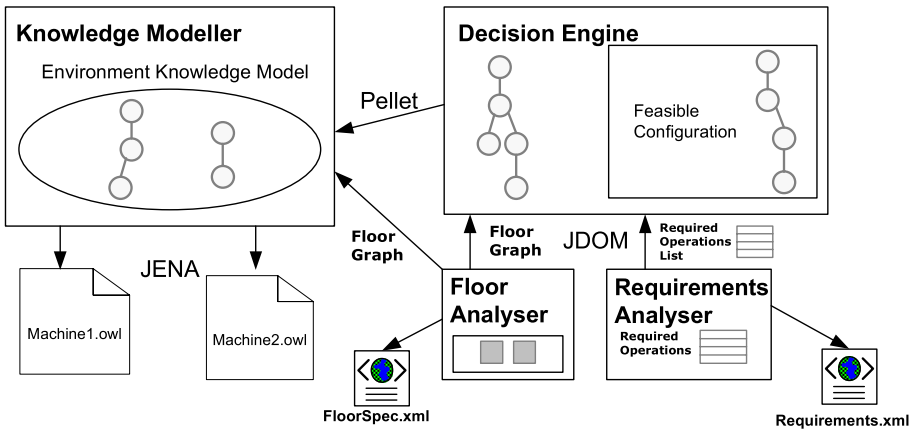 Knowledge Modeller
Environment Knowledge Model
Pellet
Decision Engine
Feasible
Configuration
JENA
Machine1.owl
Machine2.owl
Floor
Graph
Floor
Graph
JDOM
Required
Operations
List
Floor
Analyser
FloorSpec.xml
Requirements
Analyser
Required
Operations
Requirements.xml